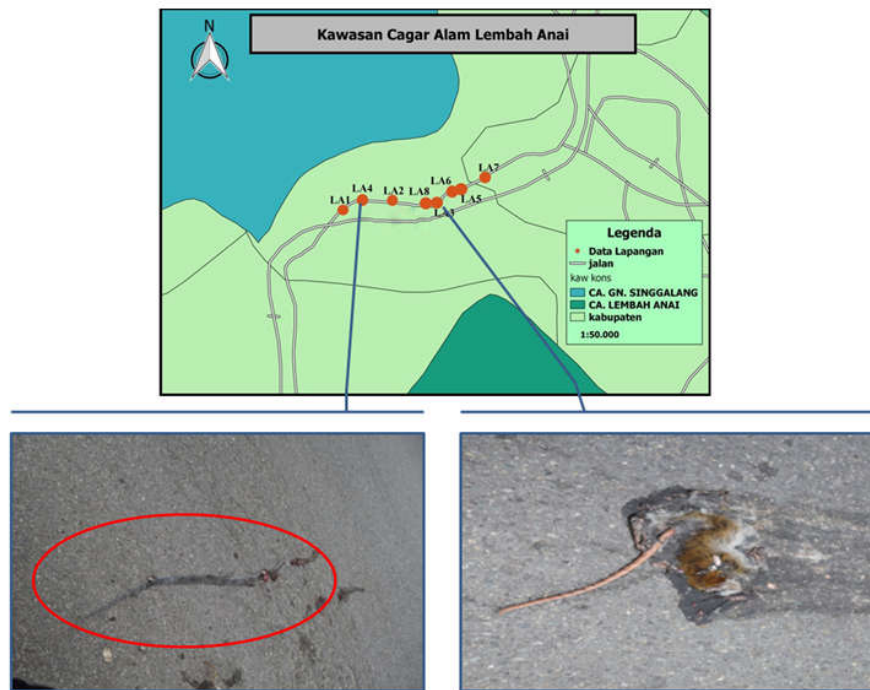 Kawasan Cagar Alam Lembah Anai
N
LA1
LA4
LA2
LA8
LA3
LA6
LA5
LA7
Legenda
Data Lapangan
jalan
kaw kons
CA. GN. SINGGALANG
CA. LEMBAH ANAI
kabupaten
1:50.000